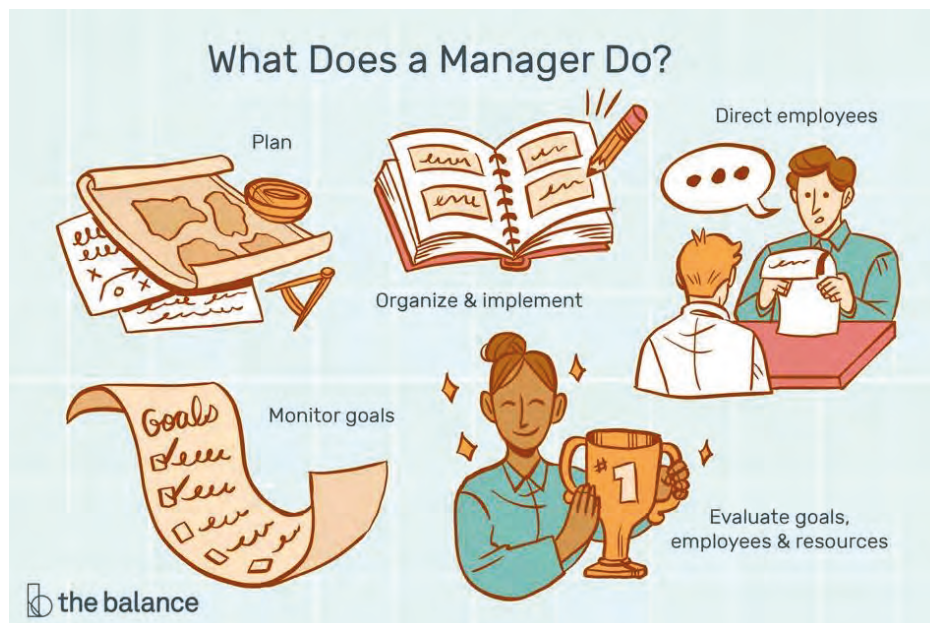 What Does a Manager Do?
Plan
Direct employees
Organize & implement
Monitor goals
Goals
#1
Evaluate goals,
employees & resources
the balance